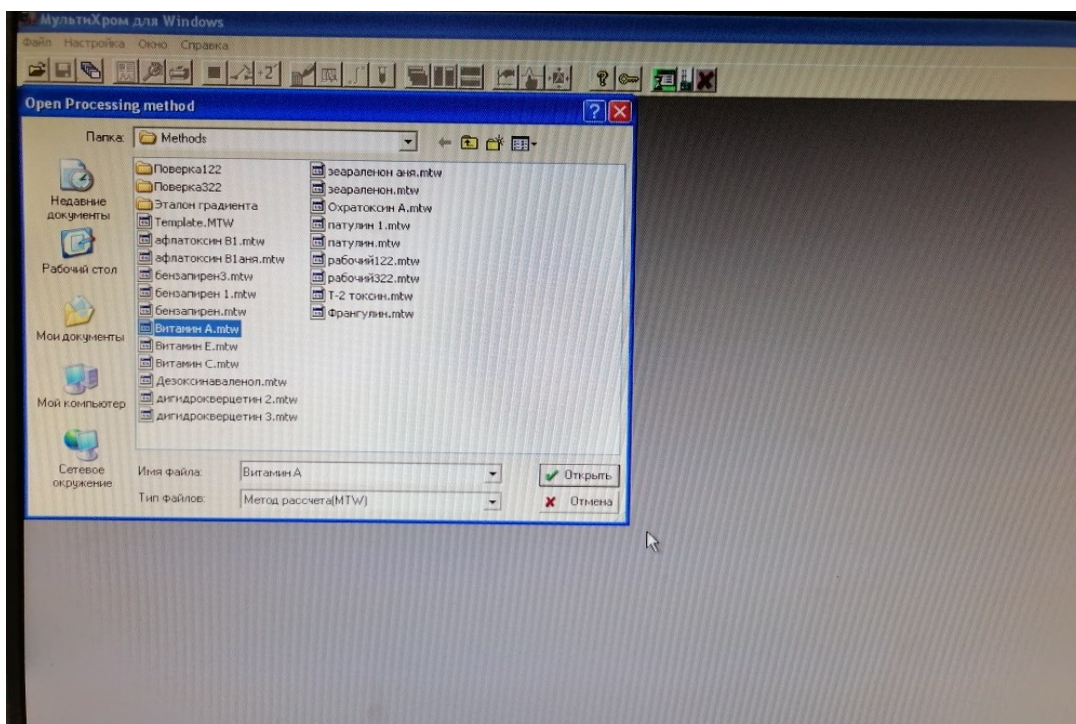 МультиХром для Windows
Файл Настройка Окно Справка
Open Processing method
Папка: Methods
Недавние документы
Рабочий стол
Мои документы
Мой компьютер
Сетевое окружение
Поверка122
Поверка322
Эталон градиента
Template.MTW
афлатоксин В1.mtw
афлатоксин В1аня.mtw
бензапирен3.mtw
бензапирен 1.mtw
бензапирен.mtw
Витамин А.mtw
Витамин Е.mtw
Витамин С.mtw
Дезоксинаваленол.mtw
дигидрокверцетин 2.mtw
дигидрокверцетин 3.mtw
зеараленон аня.mtw
зеараленон.mtw
Охратоксин А.mtw
патулин 1.mtw
патулин.mtw
рабочий122.mtw
рабочий322.mtw
Т-2 токсин.mtw
Франгулин.mtw
Имя файла: Витамин А
Открыть
Тип файлов: Метод рассчета(MTW)
Отмена